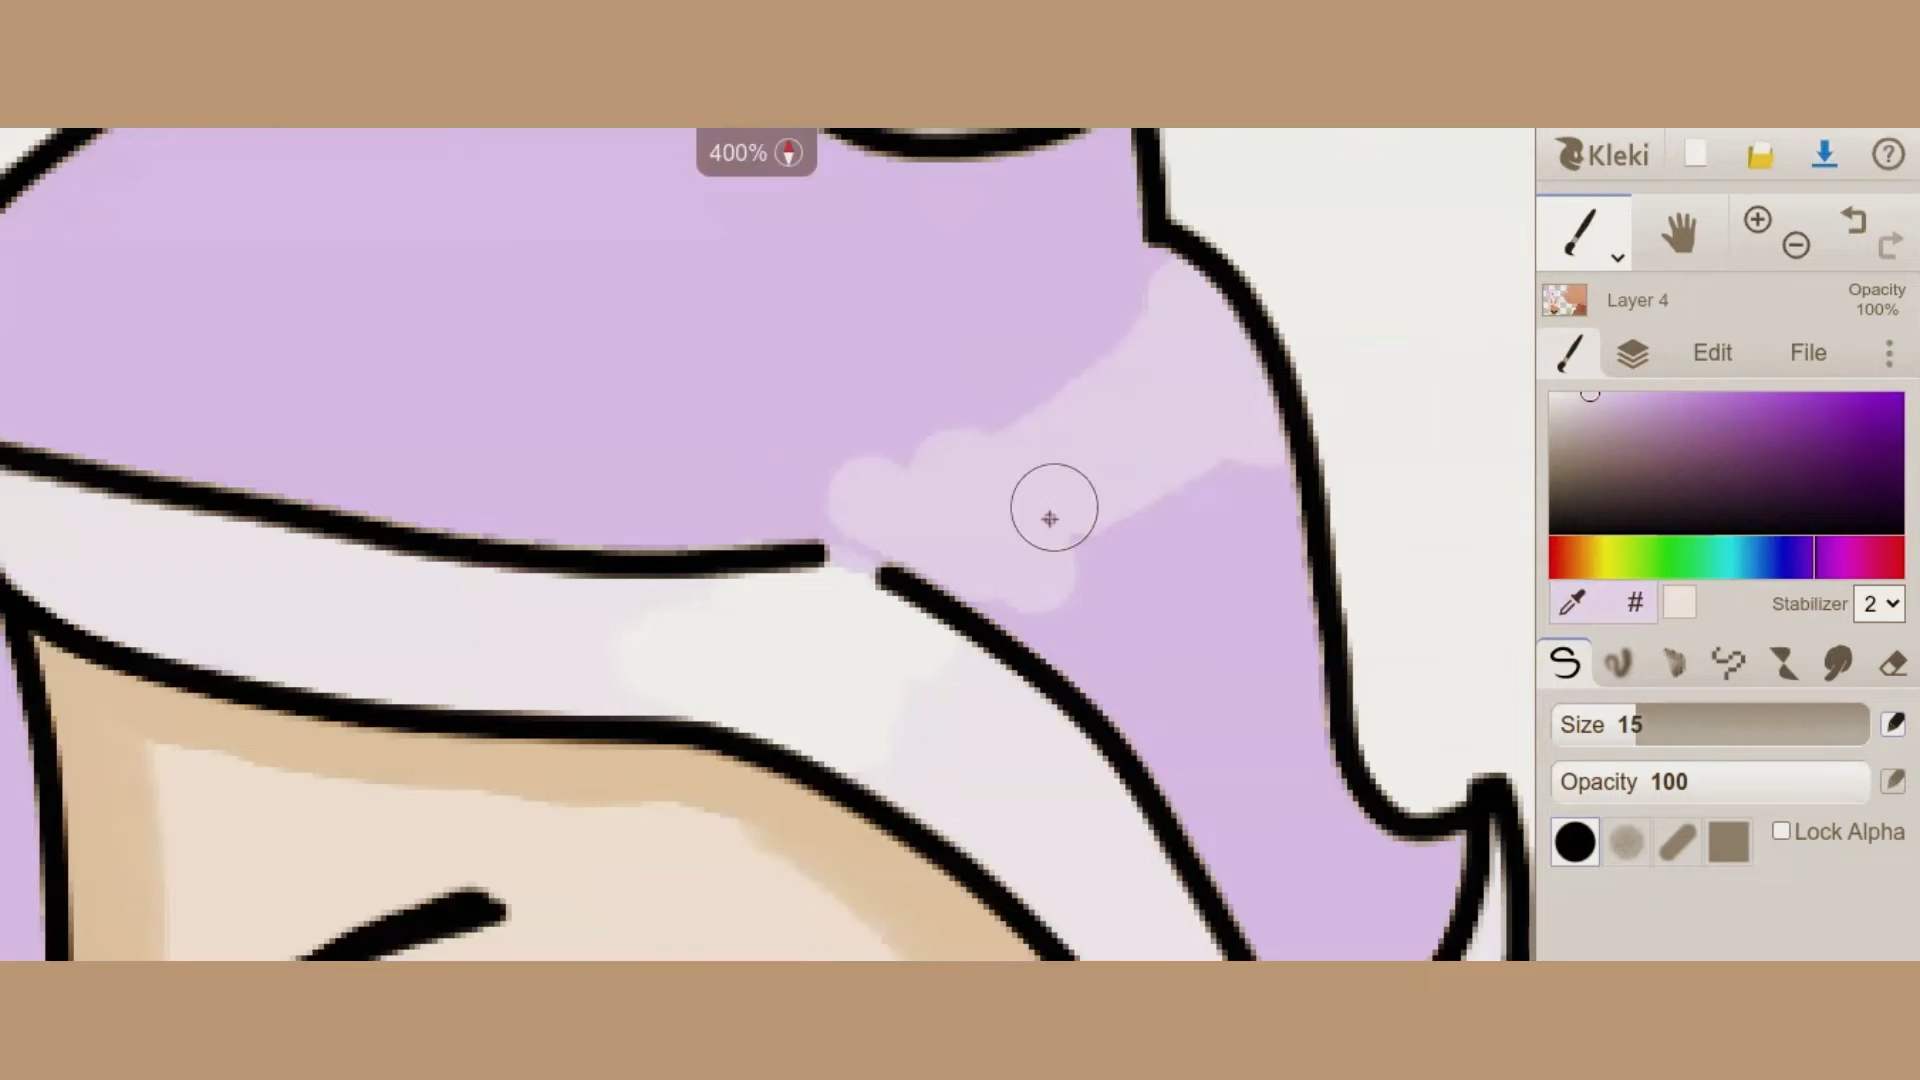 400%
Kleki
Layer 4
Opacity
100%
Edit
File
#
Stabilizer 2
Size 15
Opacity 100
Lock Alpha